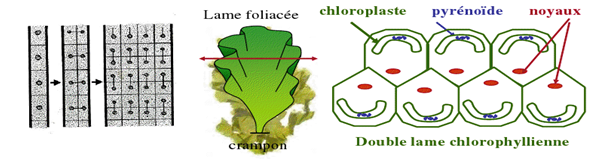 Lame foliacée
crampon
chloroplaste pyrénoïde noyaux
Double lame chlorophyllienne